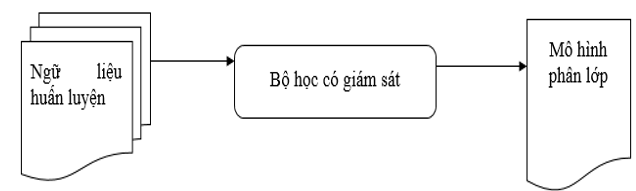 Ngữ liệu
huấn luyện
Bộ học có giám sát
Mô hình
phân lớp